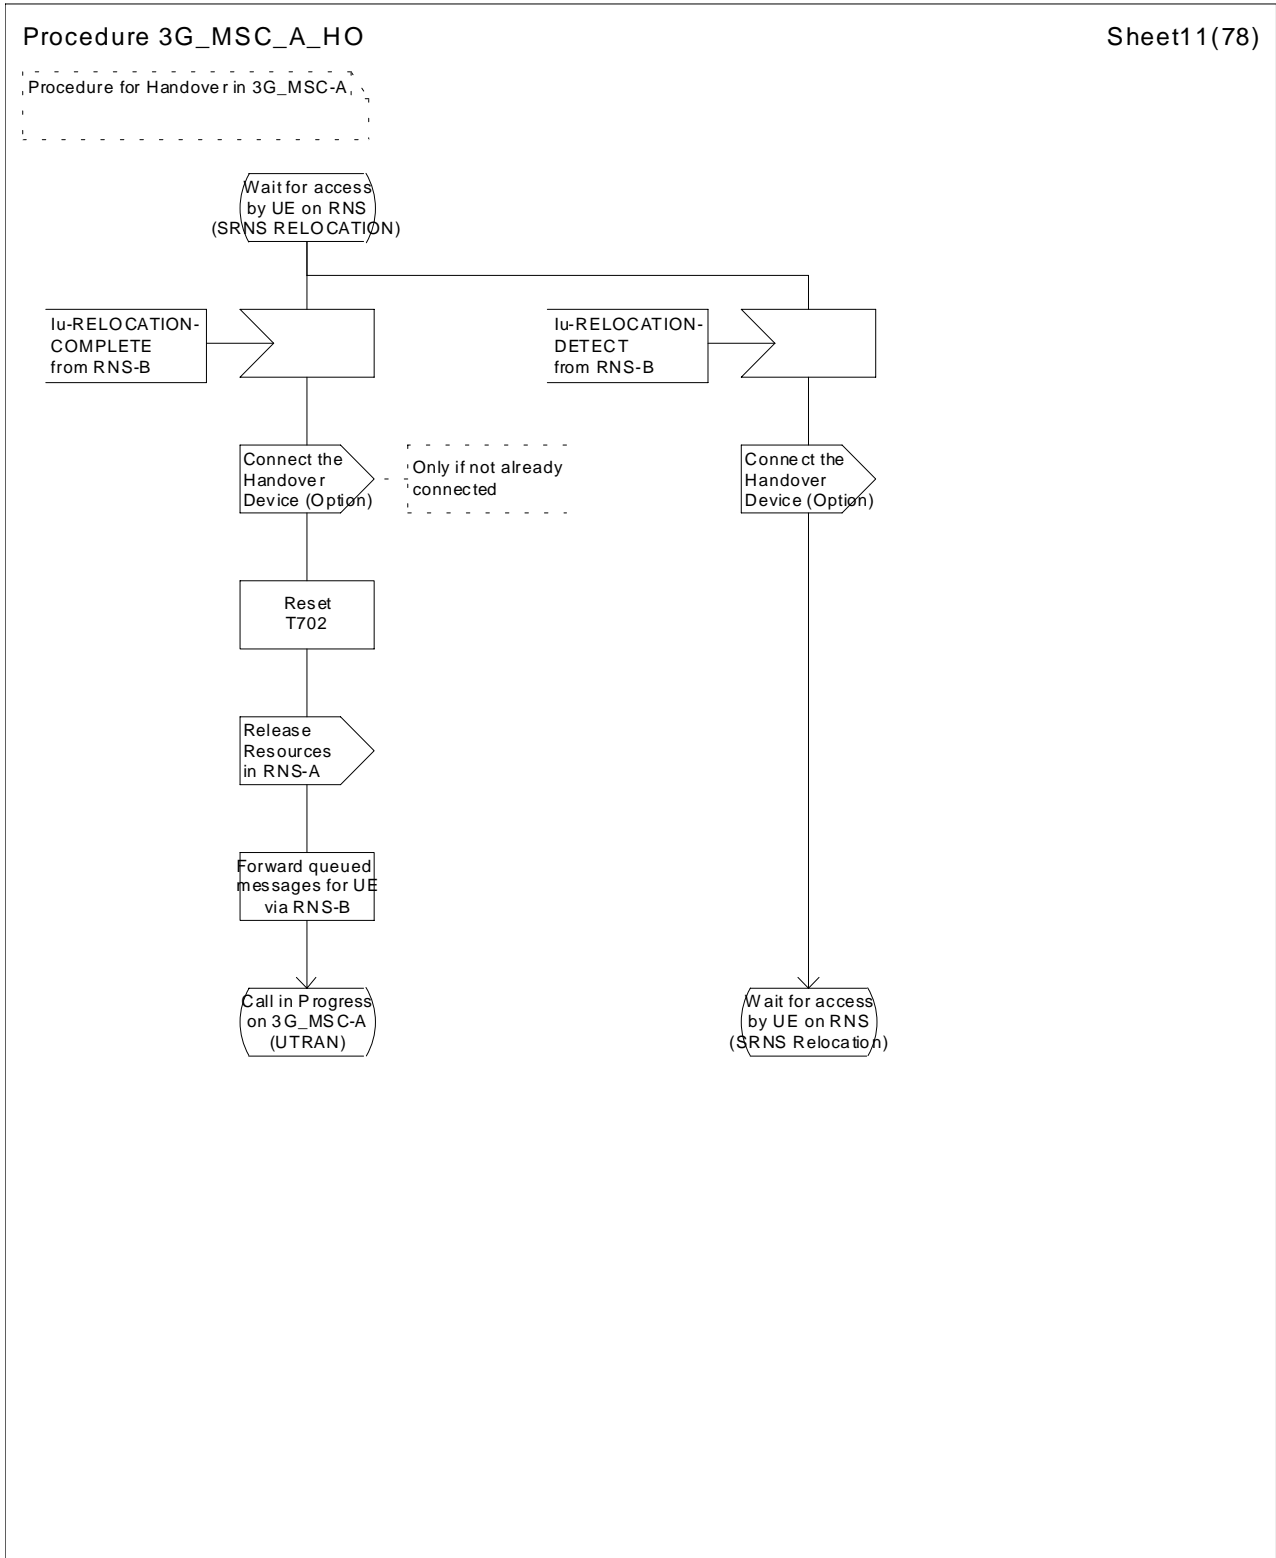 Procedure 3G_MSC_A_HO
Sheet11(78)
Procedure for Handover in 3G_MSC-A
Wait for access
by UE on RNS
(SRNS RELOCATION)
Iu-RELOCATION-
COMPLETE
from RNS-B
Iu-RELOCATION-
DETECT
from RNS-B
Connect the
Handover
Device (Option)
Only if not already
connected
Connect the
Handover
Device (Option)
Reset
T702
Release
Resources
in RNS-A
Forward queued
messages for UE
via RNS-B
Call in Progress
on 3G_MSC-A
(UTRAN)
Wait for access
by UE on RNS
(SRNS Relocation)